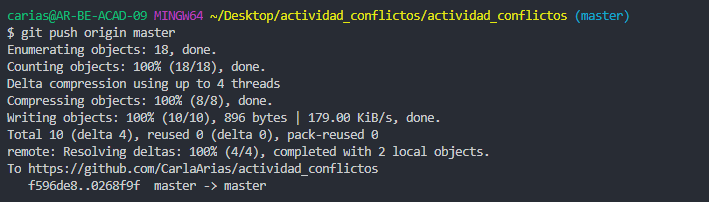 carias@AR-BE-ACAD-09 MINGW64 ~/Desktop/actividad_conflictos/actividad_conflictos (master)
$ git push origin master
Enumerating objects: 18, done.
Counting objects: 100% (18/18), done.
Delta compression using up to 4 threads
Compressing objects: 100% (8/8), done.
Writing objects: 100% (10/10), 896 bytes | 179.00 KiB/s, done.
Total 10 (delta 4), reused 0 (delta 0), pack-reused 0
remote: Resolving deltas: 100% (4/4), completed with 2 local objects.
To https://github.com/CarlaArias/actividad_conflictos
   f596de8..0268f9f  master -> master